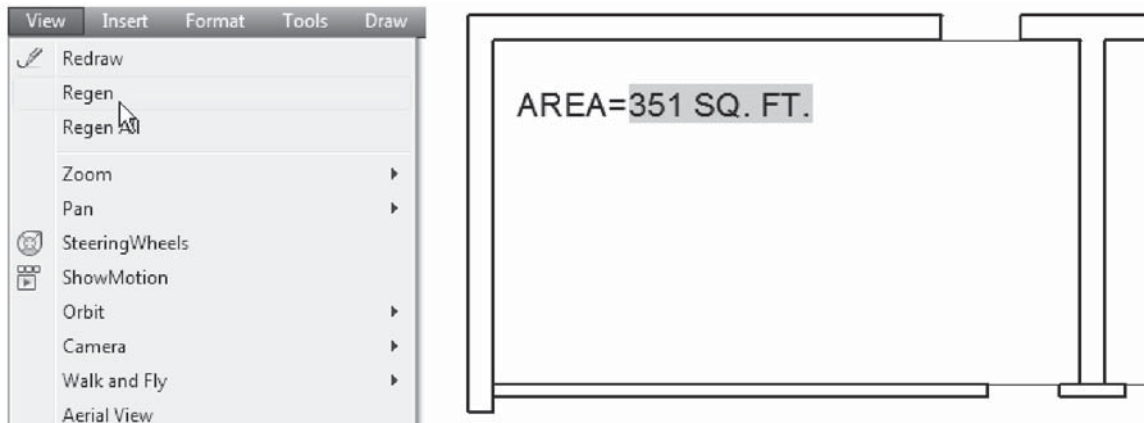 View Insert Format Tools Draw
Redraw
Regen
Regen All
Zoom
Pan
SteeringWheels
ShowMotion
Orbit
Camera
Walk and Fly
Aerial View
AREA=351 SQ. FT.